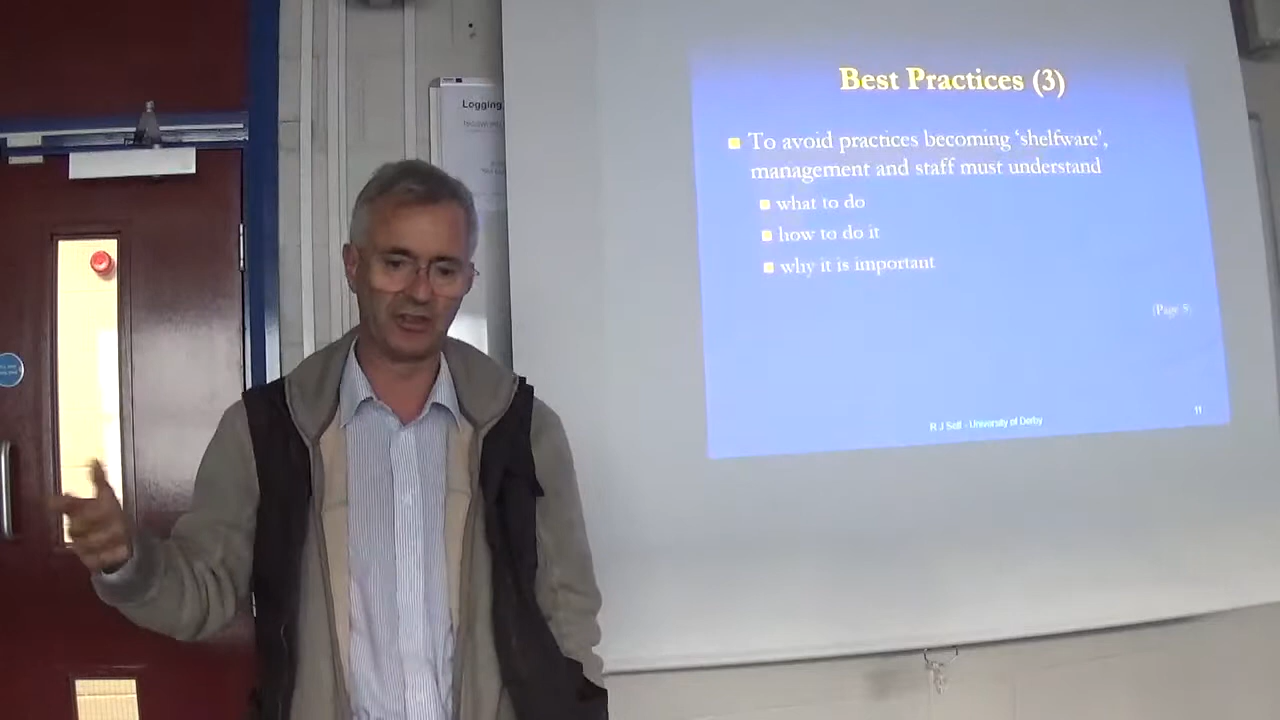 Logging
Best Practices (3)
To avoid practices becoming ‘shelfware’,
management and staff must understand
what to do
how to do it
why it is important
(Page 9)
R J Self - University of Derby
11